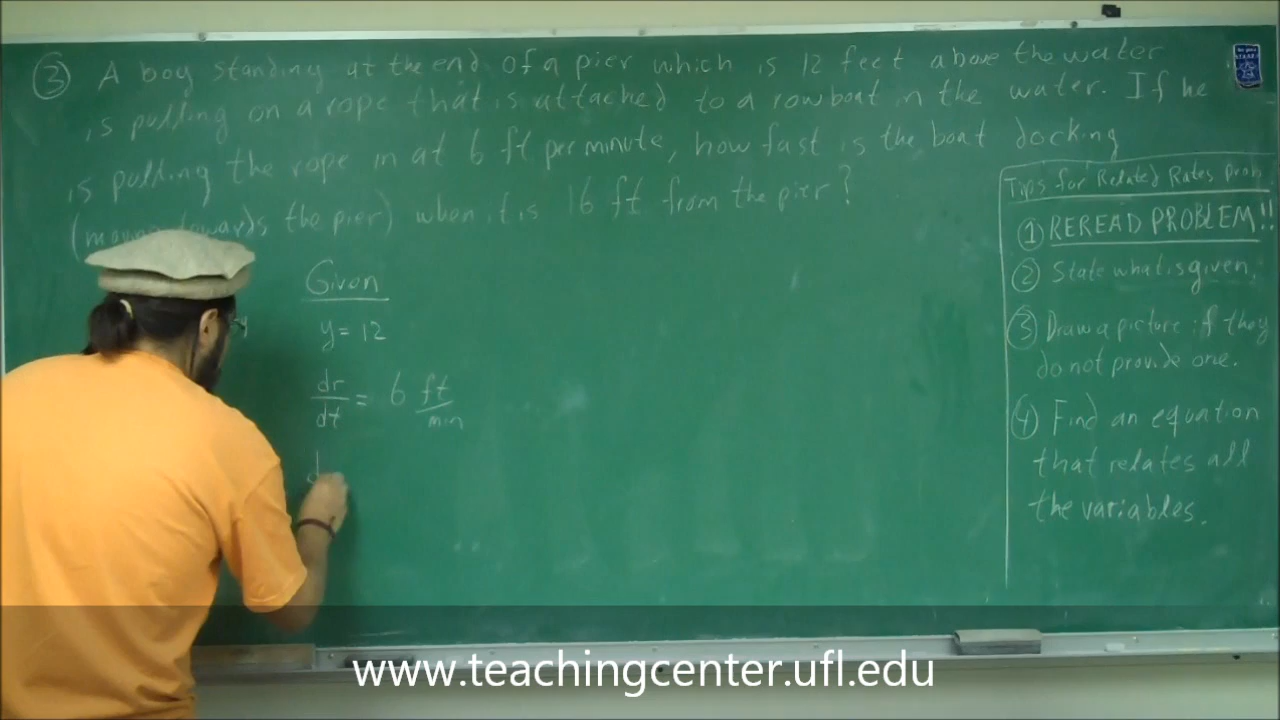 ③ A boy standing at the end of a pier which is 12 feet above the water
is pulling on a rope that is attached to a rowboat in the water. If he
is pulling the rope in at 6 ft per minute, how fast is the boat docking
(moving towards the pier) when it is 16 ft from the pier?
Given
y = 12
dr/dt = 6 ft/min
d
Tips for Related Rates Prob
① REREAD PROBLEM!!
② State what is given.
③ Draw a picture if they
do not provide one.
④ Find an equation
that relates all
the variables.
www.teachingcenter.ufl.edu